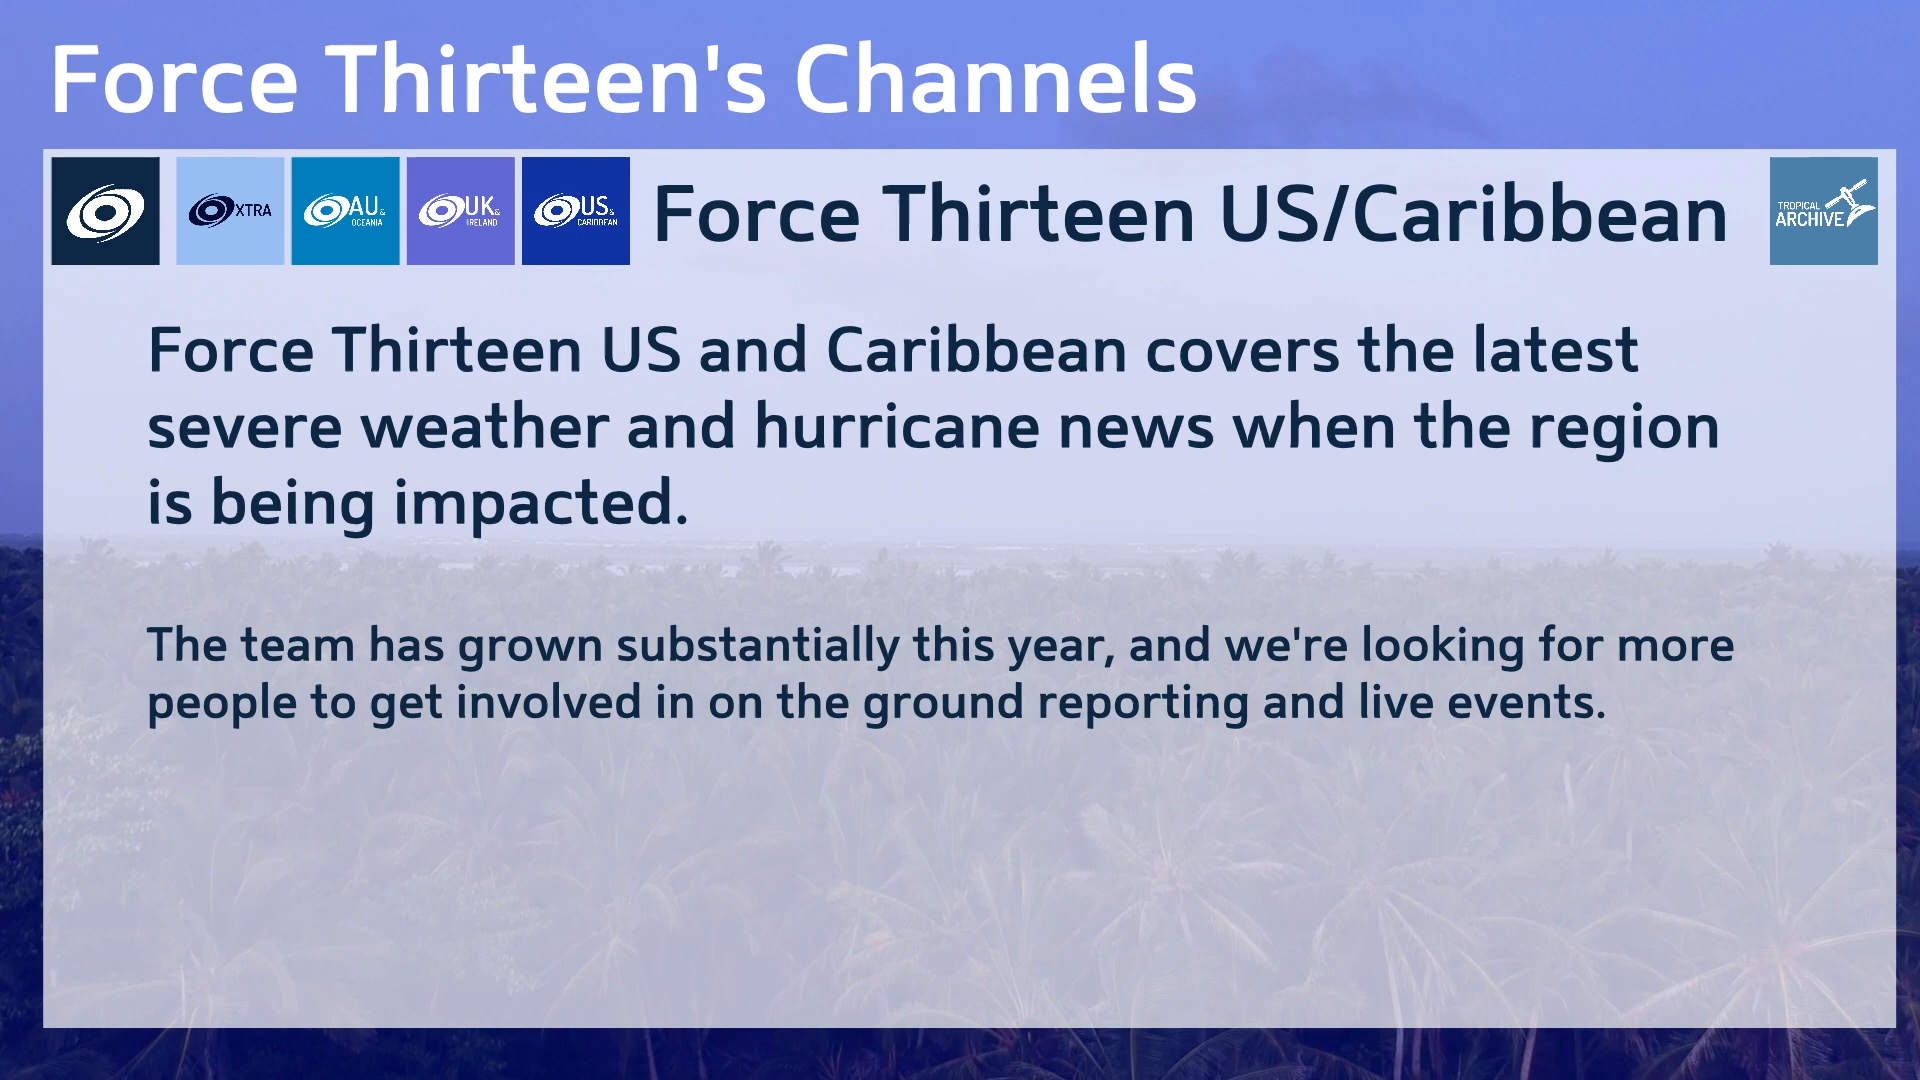 Force Thirteen's Channels
XTRA
AU &
OCEANIA
UK &
IRELAND
US &
CARIBBEAN
Force Thirteen US/Caribbean
TROPICAL
ARCHIVE
Force Thirteen US and Caribbean covers the latest
severe weather and hurricane news when the region
is being impacted.
The team has grown substantially this year, and we're looking for more
people to get involved in on the ground reporting and live events.